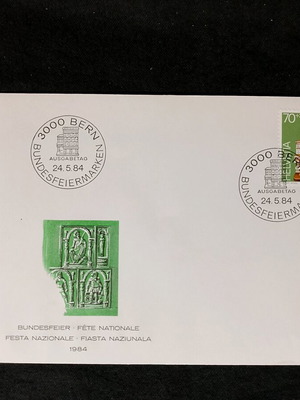 3000 BERN
AUSGABETAG
24.5.84
BUNDESFEIERMARKEN
70+
HELVETIA
3000 BERN
AUSGABETAG
24.5.84
BUNDESFEIERMARKEN
BUNDESFEIER · FÊTE NATIONALE
FESTA NAZIONALE · FIASTA NAZIUNALA
1984